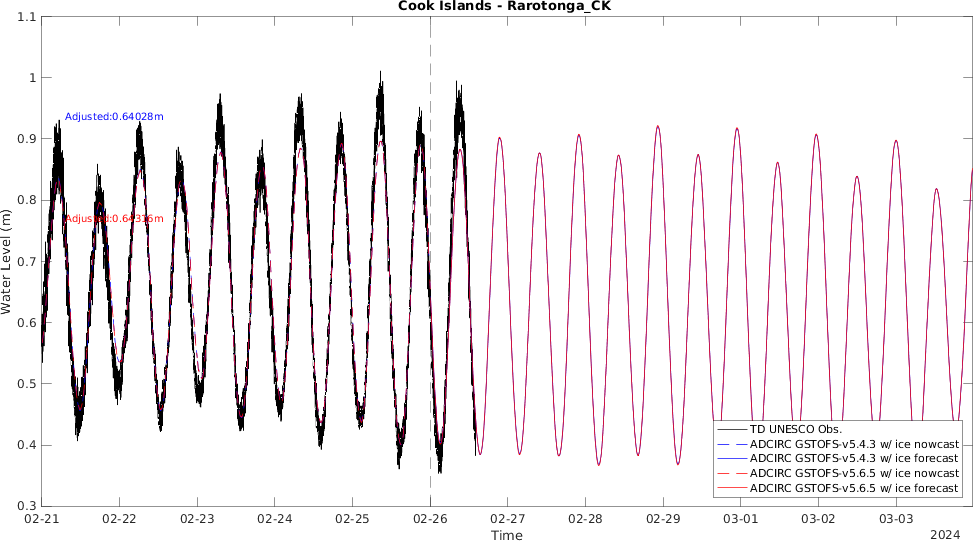 Cook Islands - Rarotonga_CK
Water Level (m)
1.1
1
0.9
0.8
0.7
0.6
0.5
0.4
0.3
Adjusted:0.64028m
Adjusted:0.64316m
TD UNESCO Obs.
ADCIRC GSTOFS-v5.4.3 w/ ice nowcast
ADCIRC GSTOFS-v5.4.3 w/ ice forecast
ADCIRC GSTOFS-v5.6.5 w/ ice nowcast
ADCIRC GSTOFS-v5.6.5 w/ ice forecast
02-21 02-22 02-23 02-24 02-25 02-26 02-27 02-28 02-29 03-01 03-02 03-03
Time
2024